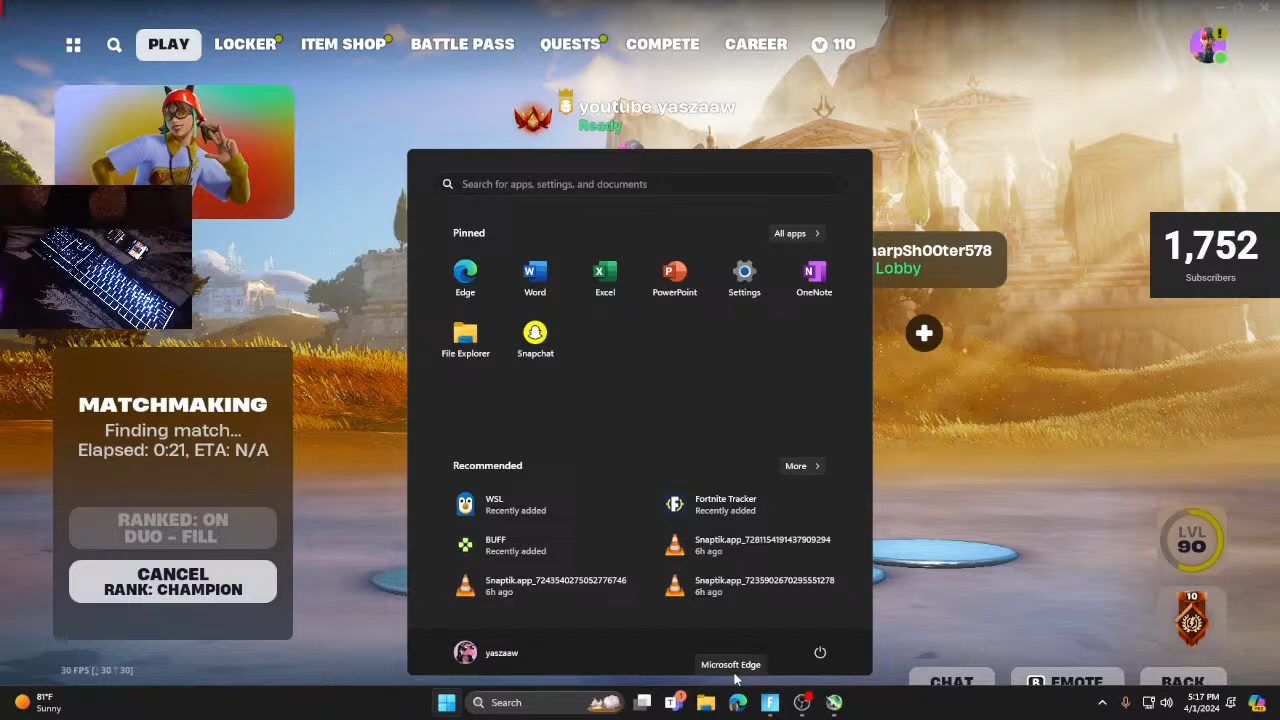 PLAY LOCKER ITEM SHOP BATTLE PASS QUESTS COMPETE CAREER 110
youtube yaszaaw
Ready
Search for apps, settings, and documents
Pinned
All apps
Edge Word Excel PowerPoint Settings OneNote
File Explorer Snapchat
arpSh00ter578
Lobby
1,752
Subscribers
MATCHMAKING
Finding match...
Elapsed: 0:21, ETA: N/A
RANKED: ON
DUO - FILL
CANCEL
RANK: CHAMPION
Recommended
More
WSL
Recently added
Fortnite Tracker
Recently added
BUFF
Recently added
Snaptik.app_7281154191437909294
6h ago
Snaptik.app_7243540275052776746
6h ago
Snaptik.app_7235902670295551278
6h ago
LVL
90
10
yaszaaw
Microsoft Edge
30 FPS [↓ 30 ↑ 30]
CHAT
B EMOTE
BACK
81°F
Sunny
Search
1
5:17 PM
4/1/2024